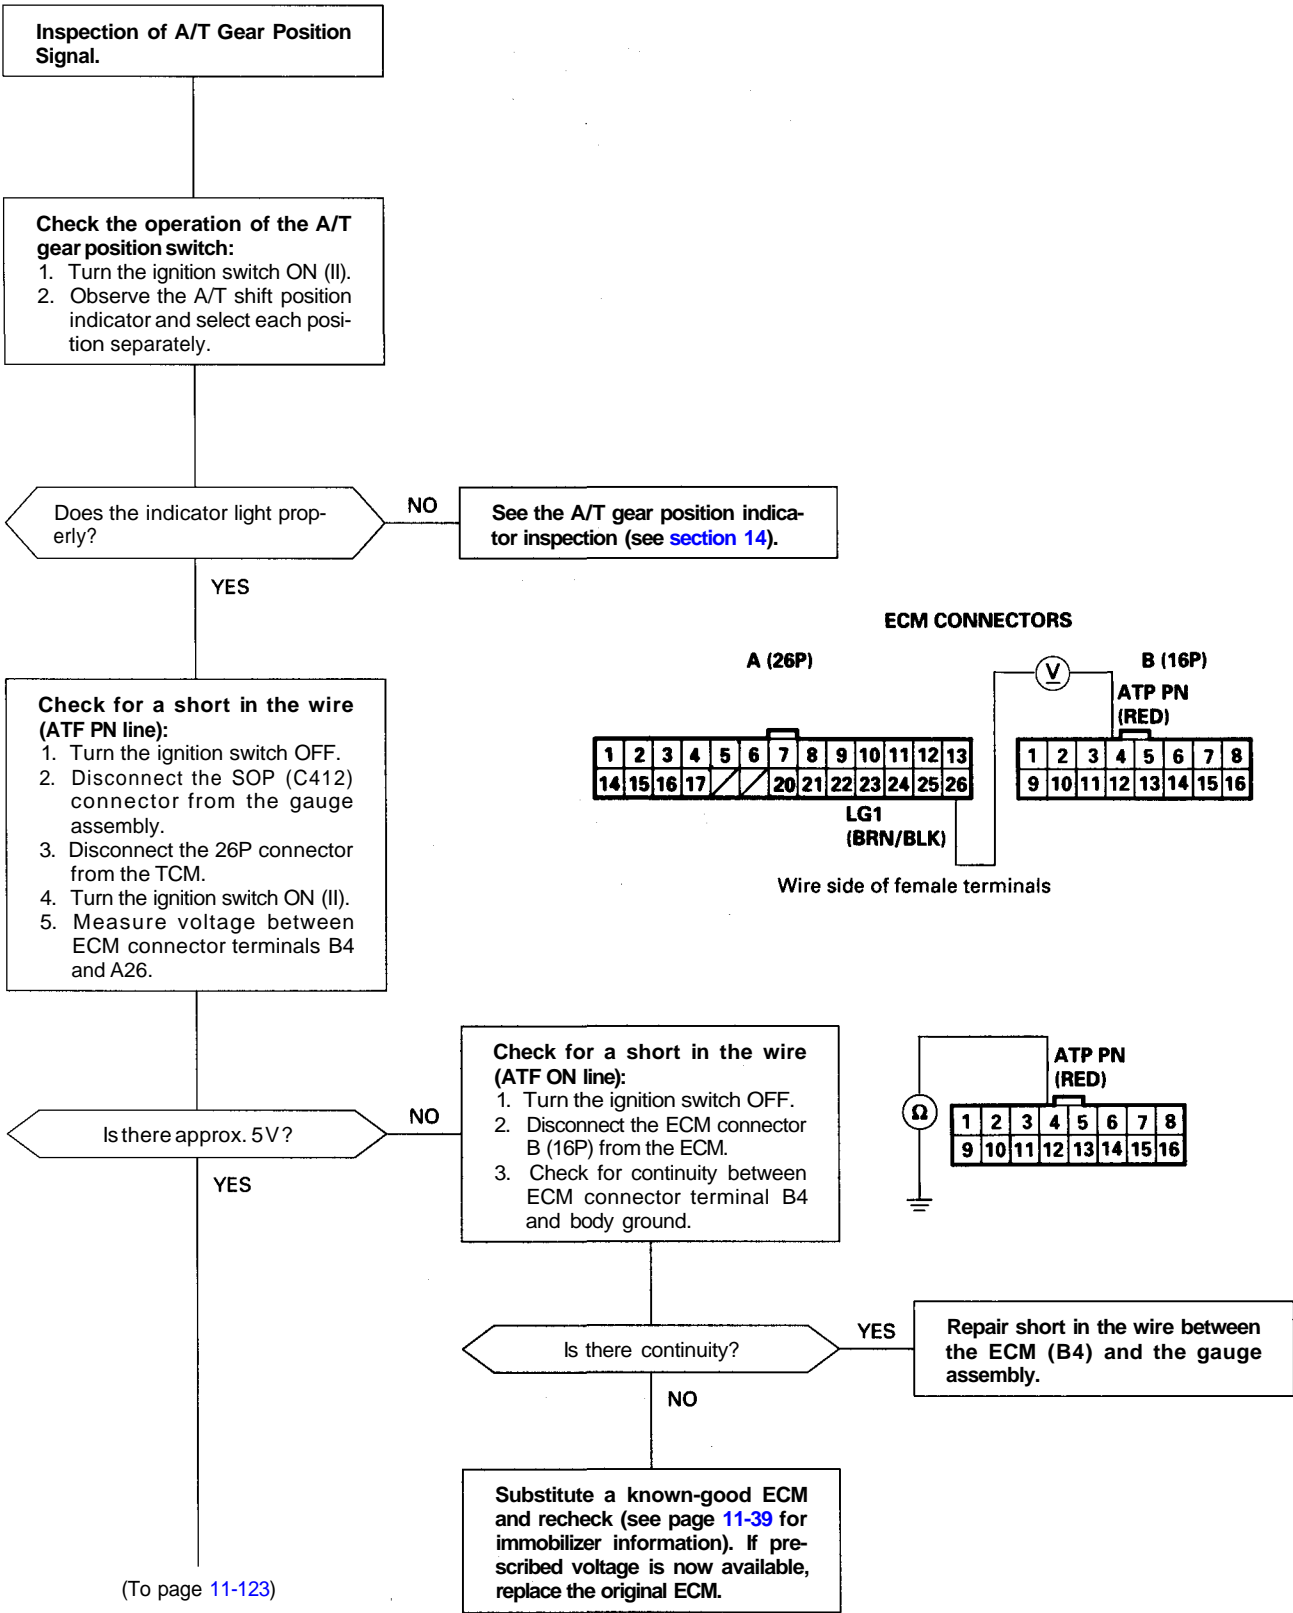 Inspection of A/T Gear Position
Signal.
Check the operation of the A/T
gear position switch:
1. Turn the ignition switch ON (II).
2. Observe the A/T shift position
indicator and select each posi-
tion separately.
Does the indicator light prop-
erly?
NO
See the A/T gear position indica-
tor inspection (see section 14).
YES
ECM CONNECTORS
A (26P)
V
B (16P)
ATP PN
(RED)
1 2 3 4 5 6 7 8 9 10 11 12 13
14 15 16 17 20 21 22 23 24 25 26
1 2 3 4 5 6 7 8
9 10 11 12 13 14 15 16
LG1
(BRN/BLK)
Wire side of female terminals
Check for a short in the wire
(ATF PN line):
1. Turn the ignition switch OFF.
2. Disconnect the SOP (C412)
connector from the gauge
assembly.
3. Disconnect the 26P connector
from the TCM.
4. Turn the ignition switch ON (II).
5. Measure voltage between
ECM connector terminals B4
and A26.
Is there approx. 5 V?
NO
YES
Check for a short in the wire
(ATF ON line):
1. Turn the ignition switch OFF.
2. Disconnect the ECM connector
B (16P) from the ECM.
3. Check for continuity between
ECM connector terminal B4
and body ground.
ATP PN
(RED)
Ω
1 2 3 4 5 6 7 8
9 10 11 12 13 14 15 16
Is there continuity?
YES
Repair short in the wire between
the ECM (B4) and the gauge
assembly.
NO
Substitute a known-good ECM
and recheck (see page 11-39 for
immobilizer information). If pre-
scribed voltage is now available,
replace the original ECM.
(To page 11-123)